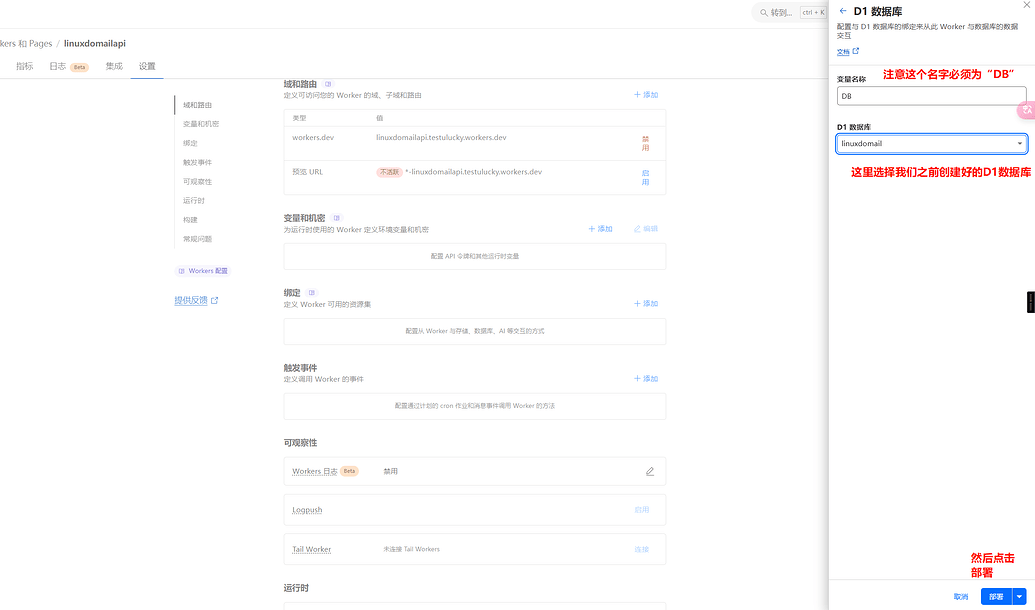 转到... ctrl + K
kers 和 Pages / linuxdomailapi
指标 日志 Beta 集成 设置
域和路由
变量和机密
绑定
触发事件
可观察性
运行时
构建
常规问题
Workers 配置
提供反馈
域和路由
定义可访问您的 Worker 的域、子域和路由
添加
类型 值
workers.dev linuxdomailapi.testulucky.workers.dev 禁用
预览 URL 不活跃 *-linuxdomailapi.testulucky.workers.dev 启用
变量和机密
为运行时使用的 Worker 定义环境变量和机密
添加 编辑
配置 API 令牌和其他运行时变量
绑定
定义 Worker 可用的资源集
添加
配置从 Worker 与存储、数据库、AI 等交互的方式
触发事件
定义调用 Worker 的事件
添加
配置通过计划的 cron 作业和消息事件调用 Worker 的方法
可观察性
Workers 日志 Beta 禁用
Logpush 启用
Tail Worker 未连接 Tail Workers 连接
运行时
D1 数据库
配置与 D1 数据库的绑定来从此 Worker 与数据库的数据
交互
文档
注意这个名字必须为“DB”
变量名称
DB
D1 数据库
linuxdomail
这里选择我们之前创建好的D1数据库
然后点击
部署
取消 部署